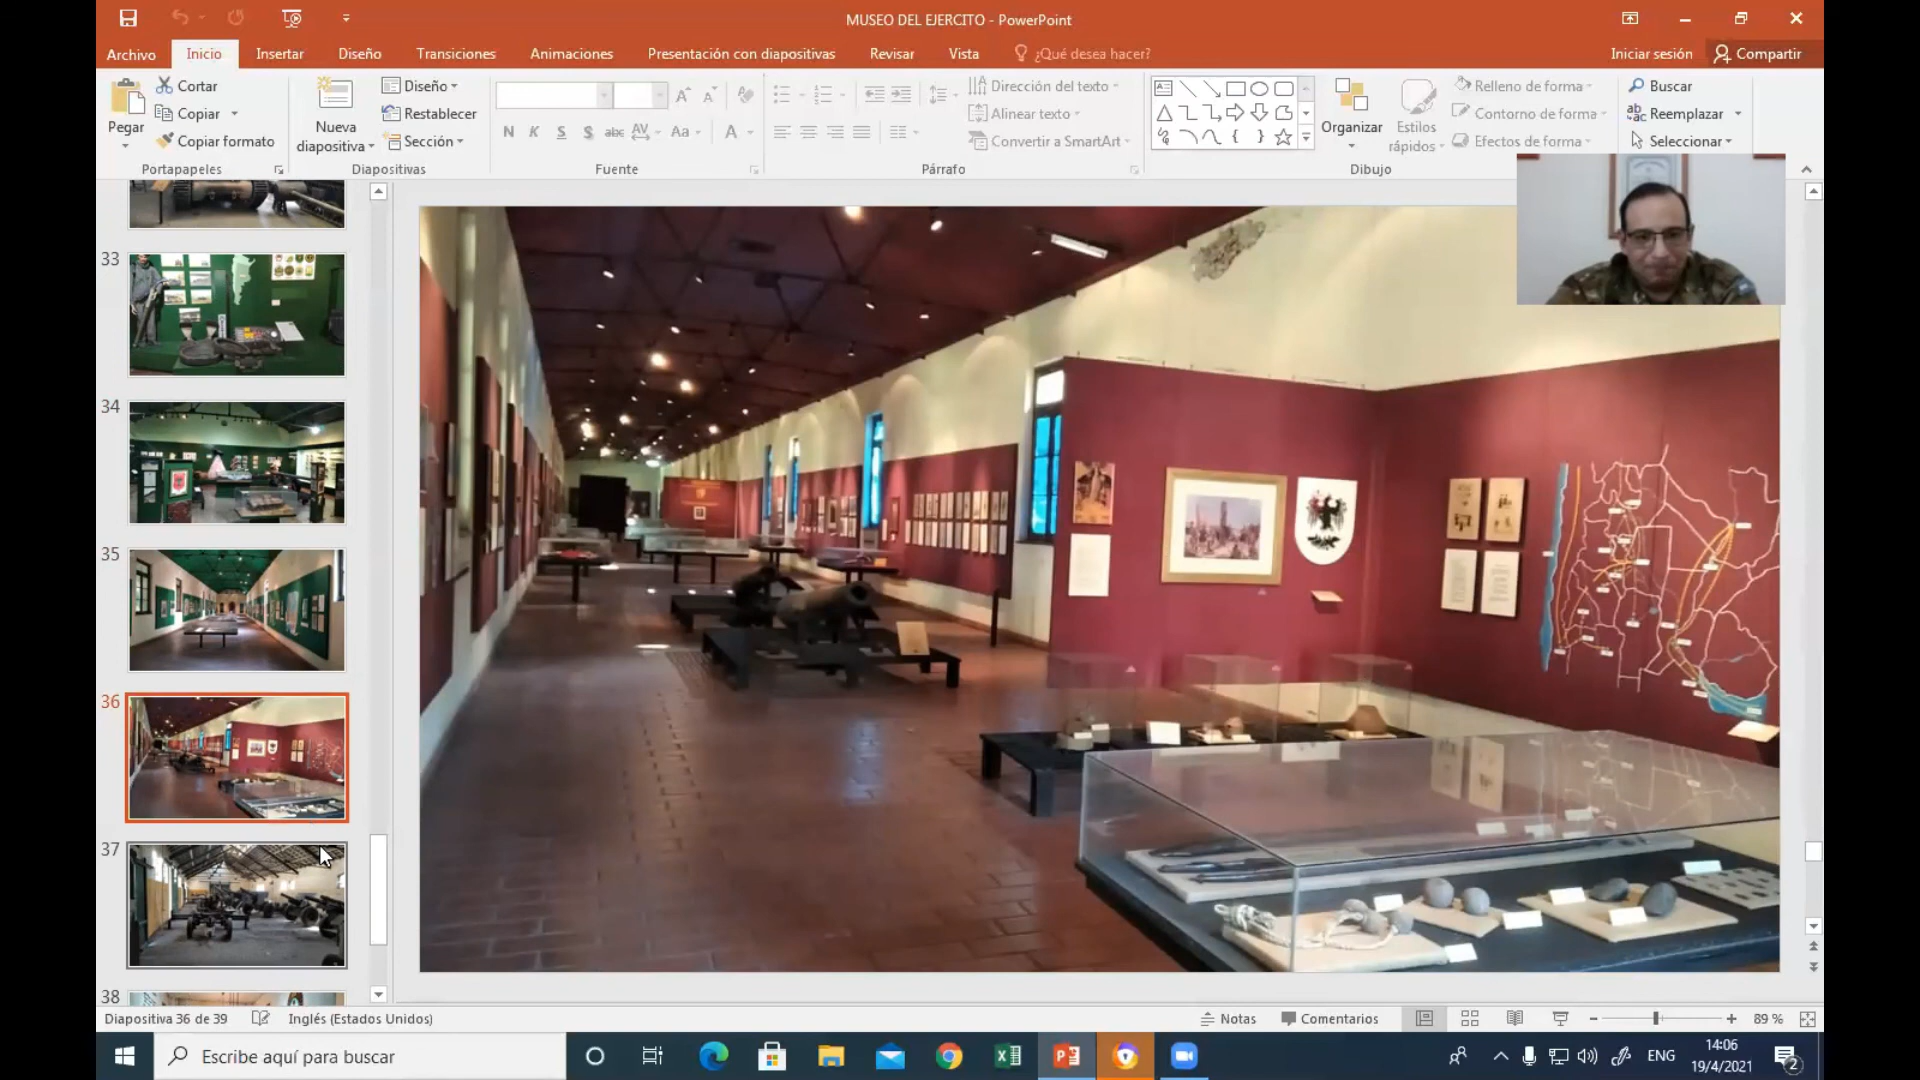 MUSEO DEL EJERCITO - PowerPoint
Archivo
Inicio
Insertar
Diseño
Transiciones
Animaciones
Presentación con diapositivas
Revisar
Vista
¿Qué desea hacer?
Iniciar sesión
Compartir
Pegar
Cortar
Copiar
Copiar formato
Portapapeles
Nueva
diapositiva
Diseño
Restablecer
Sección
Diapositivas
N K S S abc AV Aa A
Fuente
Dirección del texto
Alinear texto
Convertir a SmartArt
Párrafo
Organizar
Estilos
rápidos
Relleno de forma
Contorno de forma
Efectos de forma
Dibujo
Buscar
Reemplazar
Seleccionar
33
34
35
36
37
38
Diapositiva 36 de 39
Inglés (Estados Unidos)
Notas
Comentarios
89 %
Escribe aquí para buscar
ENG
14:06
19/4/2021
2